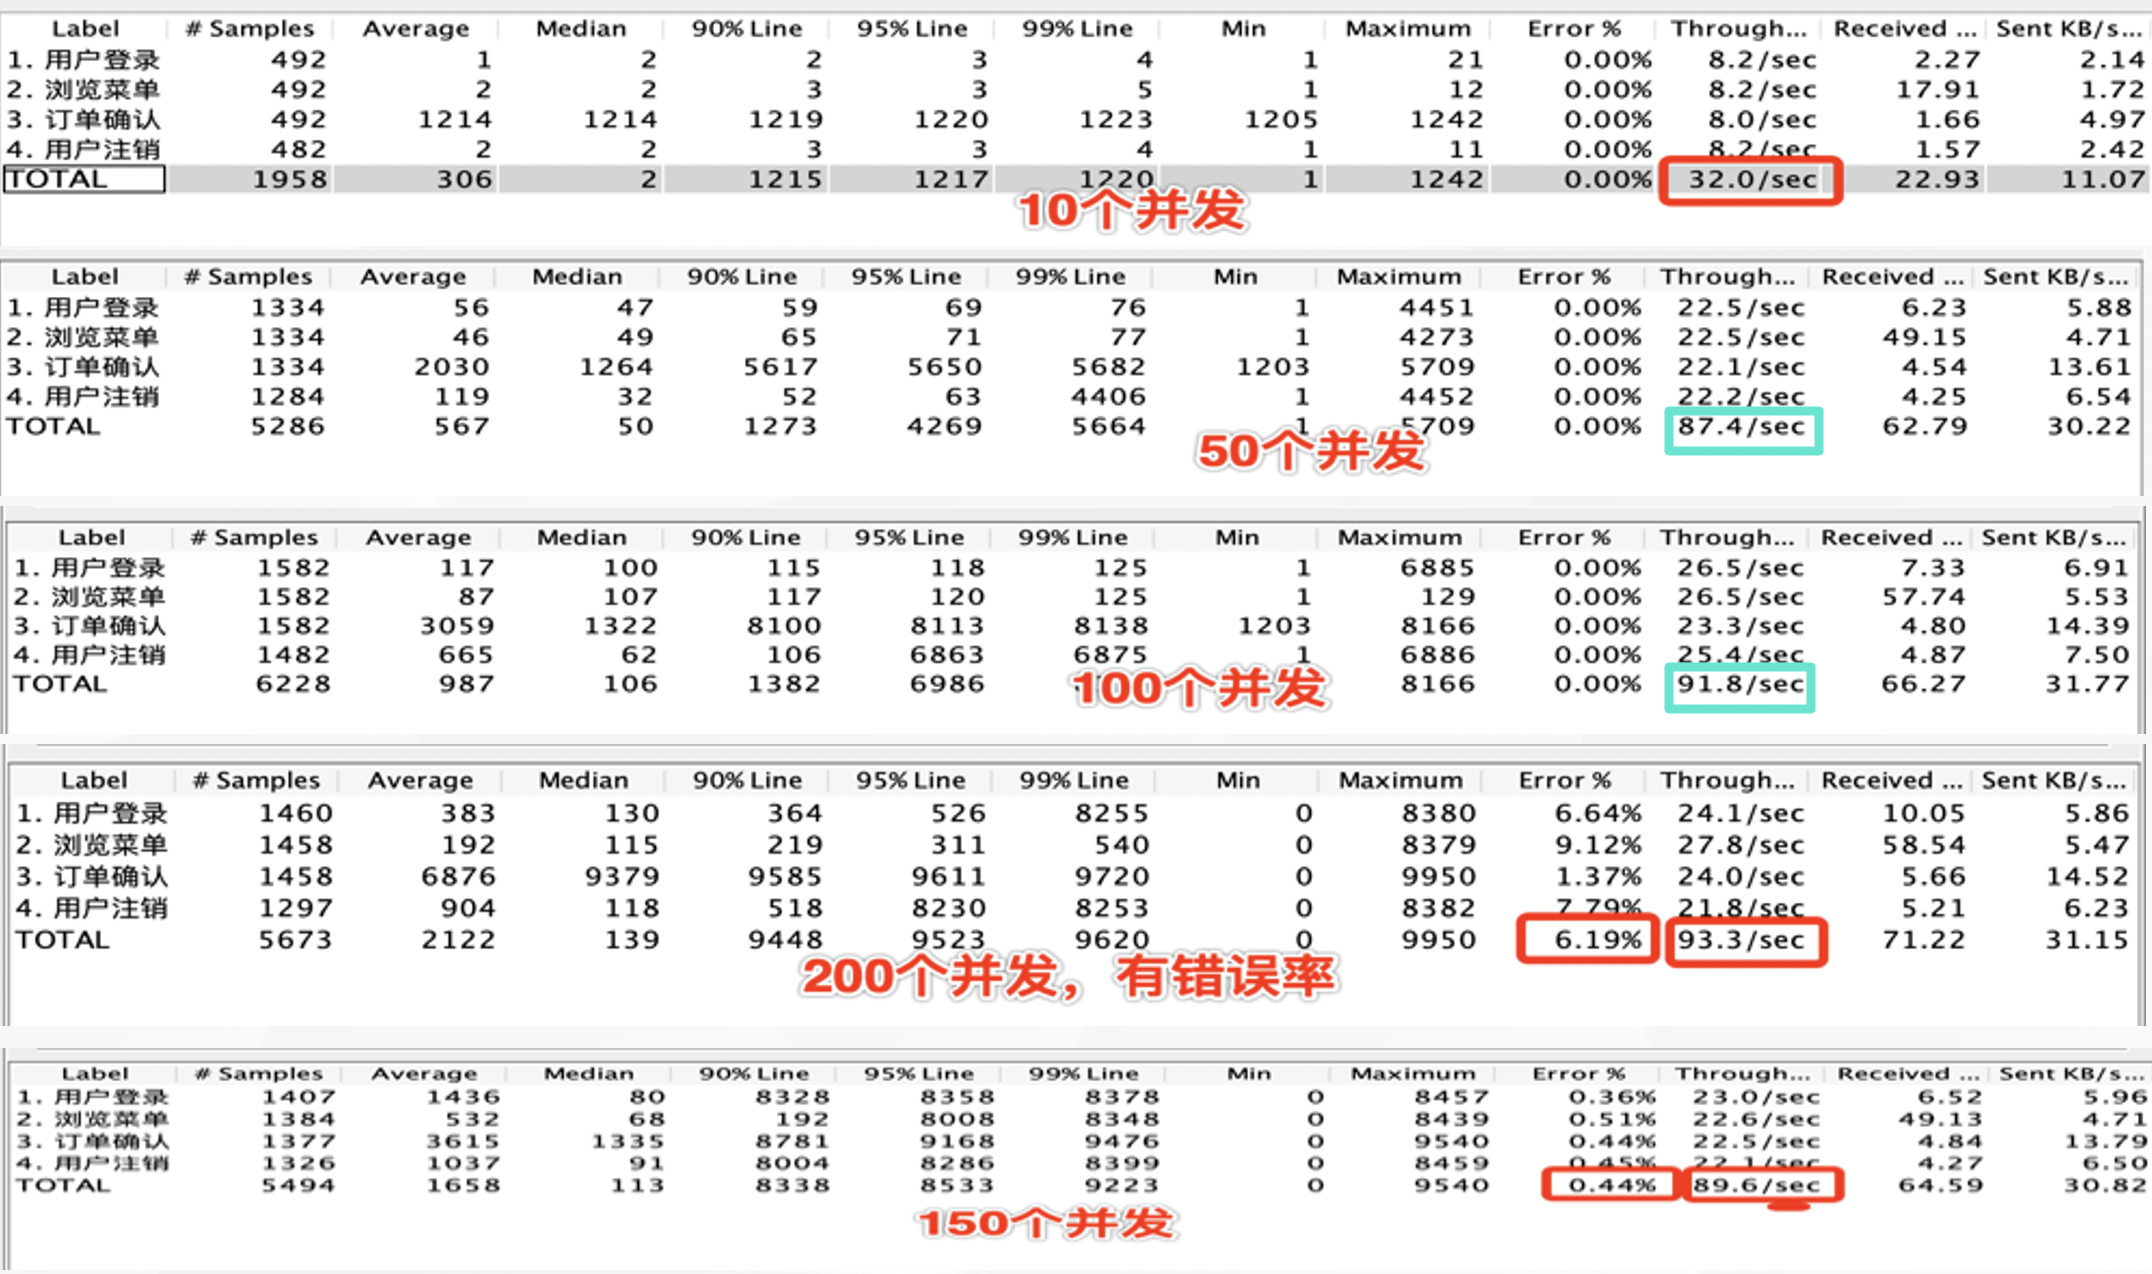 Label # Samples Average Median 90% Line 95% Line 99% Line Min Maximum Error % Through... Received ... Sent KB/s...
1. 用户登录 492 1 2 2 3 4 1 21 0.00% 8.2/sec 2.27 2.14
2. 浏览菜单 492 2 2 3 3 5 1 12 0.00% 8.2/sec 17.91 1.72
3. 订单确认 492 1214 1214 1219 1220 1223 1205 1242 0.00% 8.0/sec 1.66 4.97
4. 用户注销 482 2 2 3 3 4 1 11 0.00% 8.2/sec 1.57 2.42
TOTAL 1958 306 2 1215 1217 1220 1 1242 0.00% 32.0/sec 22.93 11.07
10个并发
Label # Samples Average Median 90% Line 95% Line 99% Line Min Maximum Error % Through... Received ... Sent KB/s...
1. 用户登录 1334 56 47 59 69 76 1 4451 0.00% 22.5/sec 6.23 5.88
2. 浏览菜单 1334 46 49 65 71 77 1 4273 0.00% 22.5/sec 49.15 4.71
3. 订单确认 1334 2030 1264 5617 5650 5682 1203 5709 0.00% 22.1/sec 4.54 13.61
4. 用户注销 1284 119 32 52 63 4406 1 4452 0.00% 22.2/sec 4.25 6.54
TOTAL 5286 567 50 1273 4269 5664 1 5709 0.00% 87.4/sec 62.79 30.22
50个并发
Label # Samples Average Median 90% Line 95% Line 99% Line Min Maximum Error % Through... Received ... Sent KB/s...
1. 用户登录 1582 117 100 115 118 125 1 6885 0.00% 26.5/sec 7.33 6.91
2. 浏览菜单 1582 87 107 117 120 125 1 129 0.00% 26.5/sec 57.74 5.53
3. 订单确认 1582 3059 1322 8100 8113 8138 1203 8166 0.00% 23.3/sec 4.80 14.39
4. 用户注销 1482 665 62 106 6863 6875 1 6886 0.00% 25.4/sec 4.87 7.50
TOTAL 6228 987 106 1382 6986 8166 0.00% 91.8/sec 66.27 31.77
100个并发
Label # Samples Average Median 90% Line 95% Line 99% Line Min Maximum Error % Through... Received ... Sent KB/s...
1. 用户登录 1460 383 130 364 526 8255 0 8380 6.64% 24.1/sec 10.05 5.86
2. 浏览菜单 1458 192 115 219 311 540 0 8379 9.12% 27.8/sec 58.54 5.47
3. 订单确认 1458 6876 9379 9585 9611 9720 0 9950 1.37% 24.0/sec 5.66 14.52
4. 用户注销 1297 904 118 518 8230 8253 0 8382 7.79% 21.8/sec 5.21 6.23
TOTAL 5673 2122 139 9448 9523 9620 0 9950 6.19% 93.3/sec 71.22 31.15
200个并发，有错误率
Label # Samples Average Median 90% Line 95% Line 99% Line Min Maximum Error % Through... Received ... Sent KB/s...
1. 用户登录 1407 1436 80 8328 8358 8378 0 8457 0.36% 23.0/sec 6.52 5.96
2. 浏览菜单 1384 532 68 192 8008 8348 0 8439 0.51% 22.6/sec 49.13 4.71
3. 订单确认 1377 3615 1335 8781 9168 9476 0 9540 0.44% 22.5/sec 4.84 13.79
4. 用户注销 1326 1037 91 8004 8286 8399 0 8459 0.45% 22.1/sec 4.27 6.50
TOTAL 5494 1658 113 8338 8533 9223 0 9540 0.44% 89.6/sec 64.59 30.82
150个并发